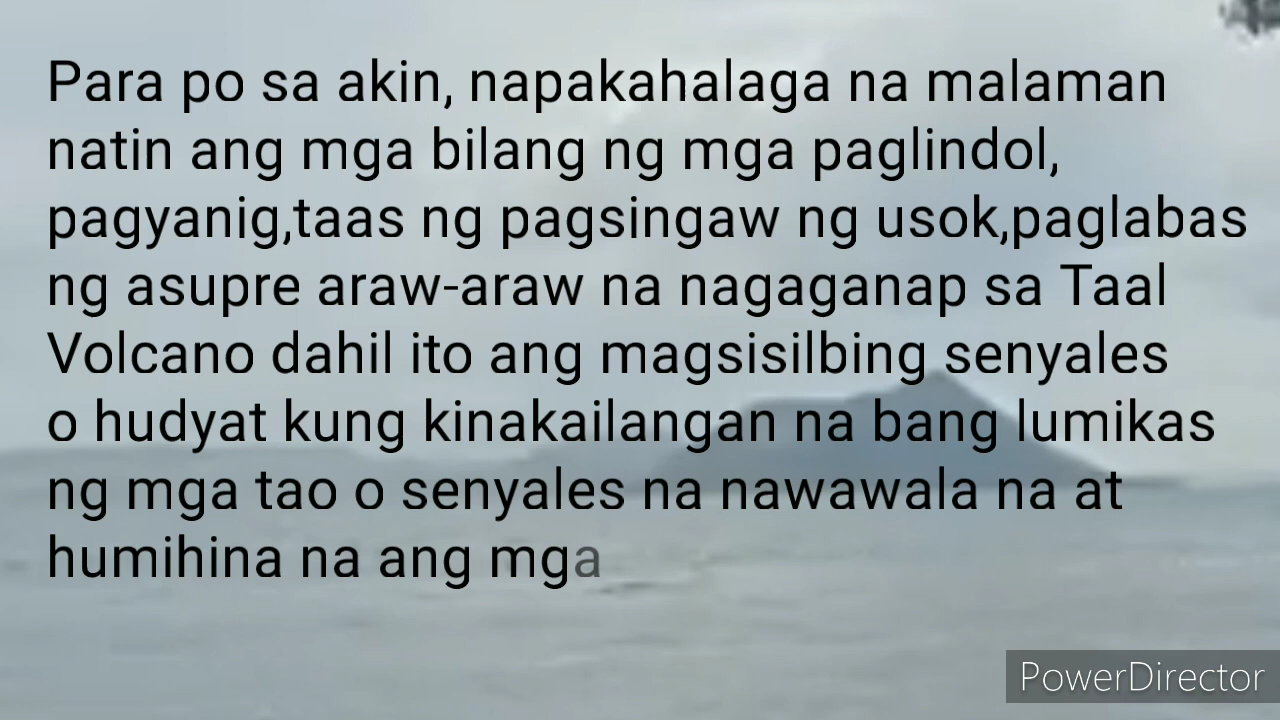 Para po sa akin, napakahalaga na malaman
natin ang mga bilang ng mga paglindol,
pagyanig,taas ng pagsingaw ng usok,paglabas
ng asupre araw-araw na nagaganap sa Taal
Volcano dahil ito ang magsisilbing senyales
o hudyat kung kinakailangan na bang lumikas
ng mga tao o senyales na nawawala na at
humihina na ang mga
PowerDirector